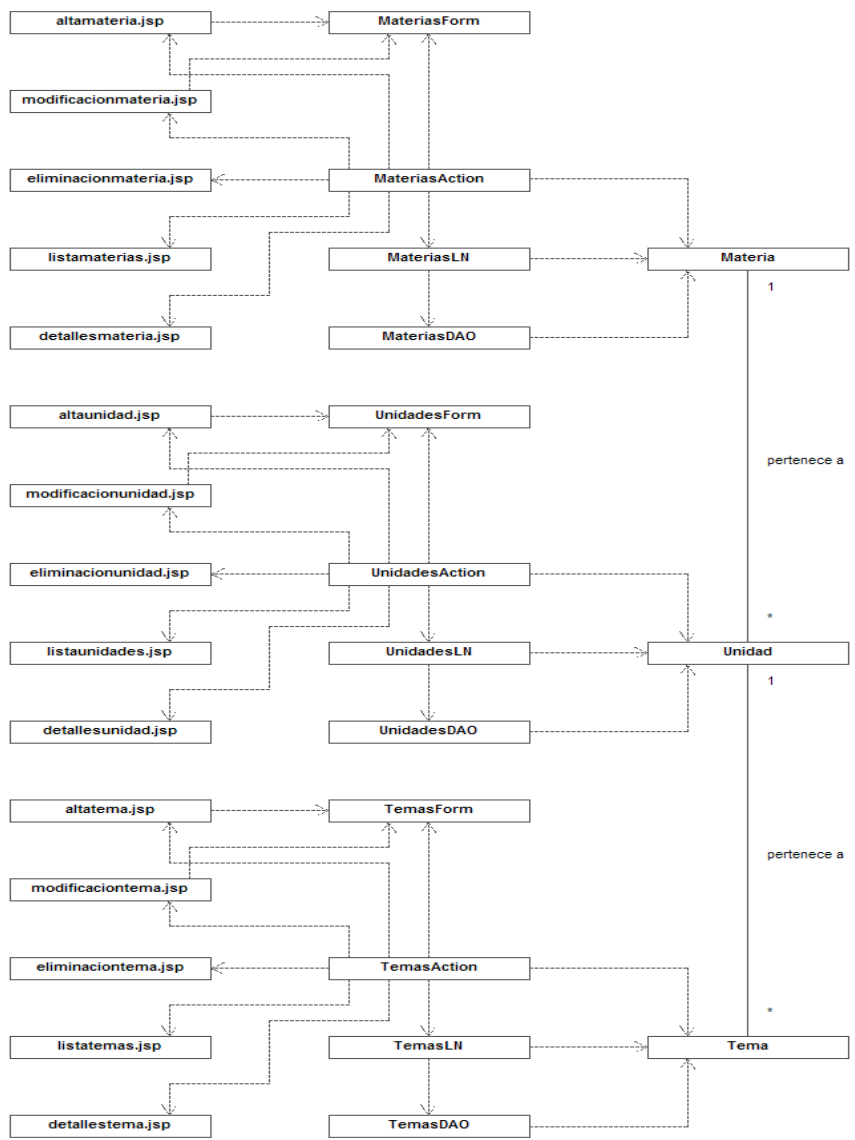 altamateria.jsp MateriasForm
modificacionmateria.jsp
eliminacionmateria.jsp MateriasAction
listamaterias.jsp MateriasLN Materia
1
detallesmateria.jsp MateriasDAO
altaunidad.jsp UnidadesForm
pertenece a
modificacionunidad.jsp
eliminacionunidad.jsp UnidadesAction
*
listaunidades.jsp UnidadesLN Unidad
1
detallesunidad.jsp UnidadesDAO
altatema.jsp TemasForm
pertenece a
modificaciontema.jsp
eliminaciontema.jsp TemasAction
*
listatemas.jsp TemasLN Tema
detallestema.jsp TemasDAO